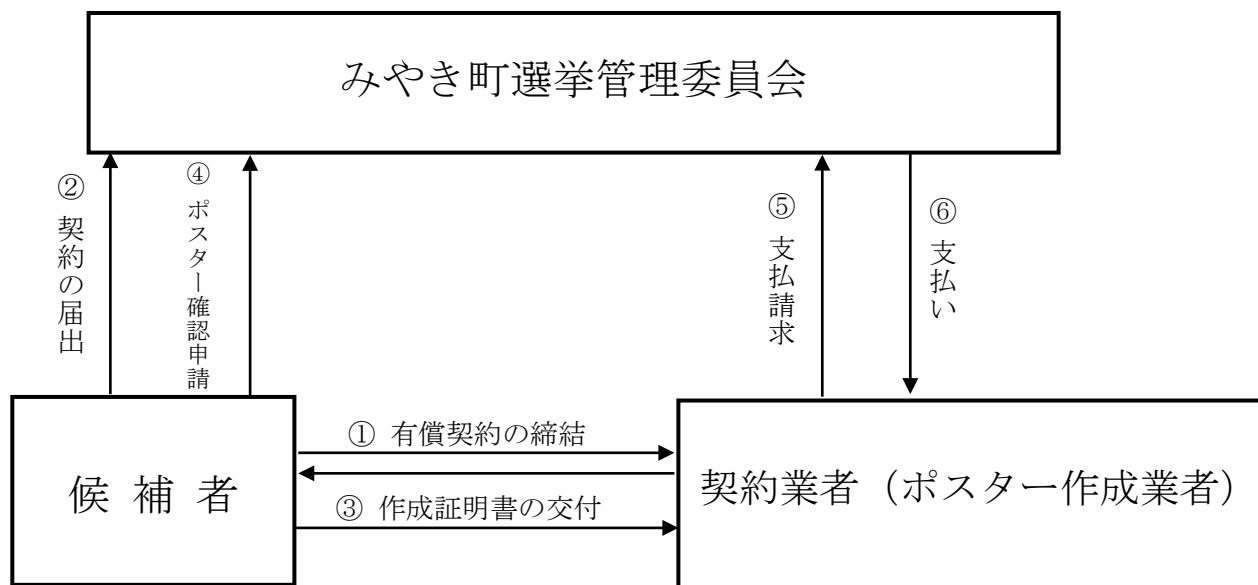 みやき町選挙管理委員会
② 契約の届出
④ ポスター確認申請
⑤ 支払請求
⑥ 支払い
① 有償契約の締結
候 補 者
契約業者（ポスター作成業者）
③ 作成証明書の交付